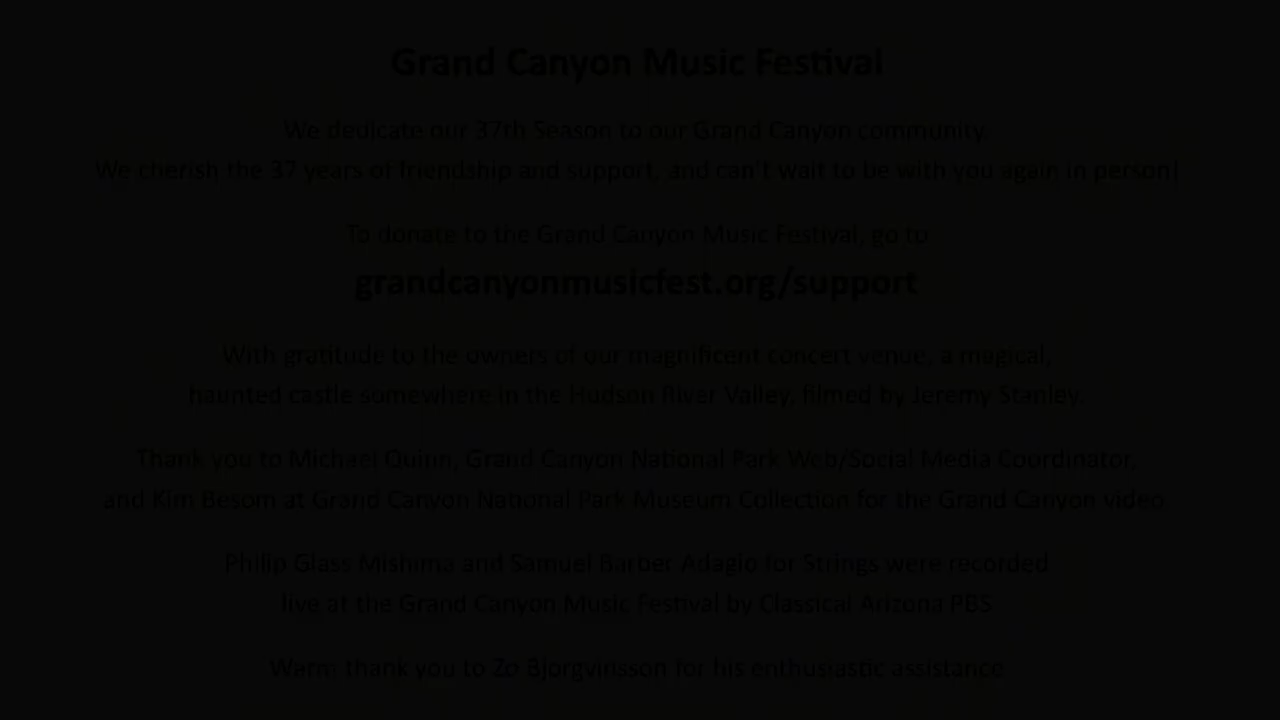 Grand Canyon Music Festival
We dedicate our 37th Season to our Grand Canyon community.
We cherish the 37 years of friendship and support, and can't wait to be with you again in person!
To donate to the Grand Canyon Music Festival, go to
grandcanyonmusicfest.org/support
With gratitude to the owners of our magnificent concert venue, a magical,
haunted castle somewhere in the Hudson River Valley, filmed by Jeremy Stanley.
Thank you to Michael Quinn, Grand Canyon National Park Web/Social Media Coordinator,
and Kim Besom at Grand Canyon National Park Museum Collection for the Grand Canyon video.
Philip Glass Mishima and Samuel Barber Adagio for Strings were recorded
live at the Grand Canyon Music Festival by Classical Arizona PBS
Warm thank you to Zo Bjorgvinsson for his enthusiastic assistance